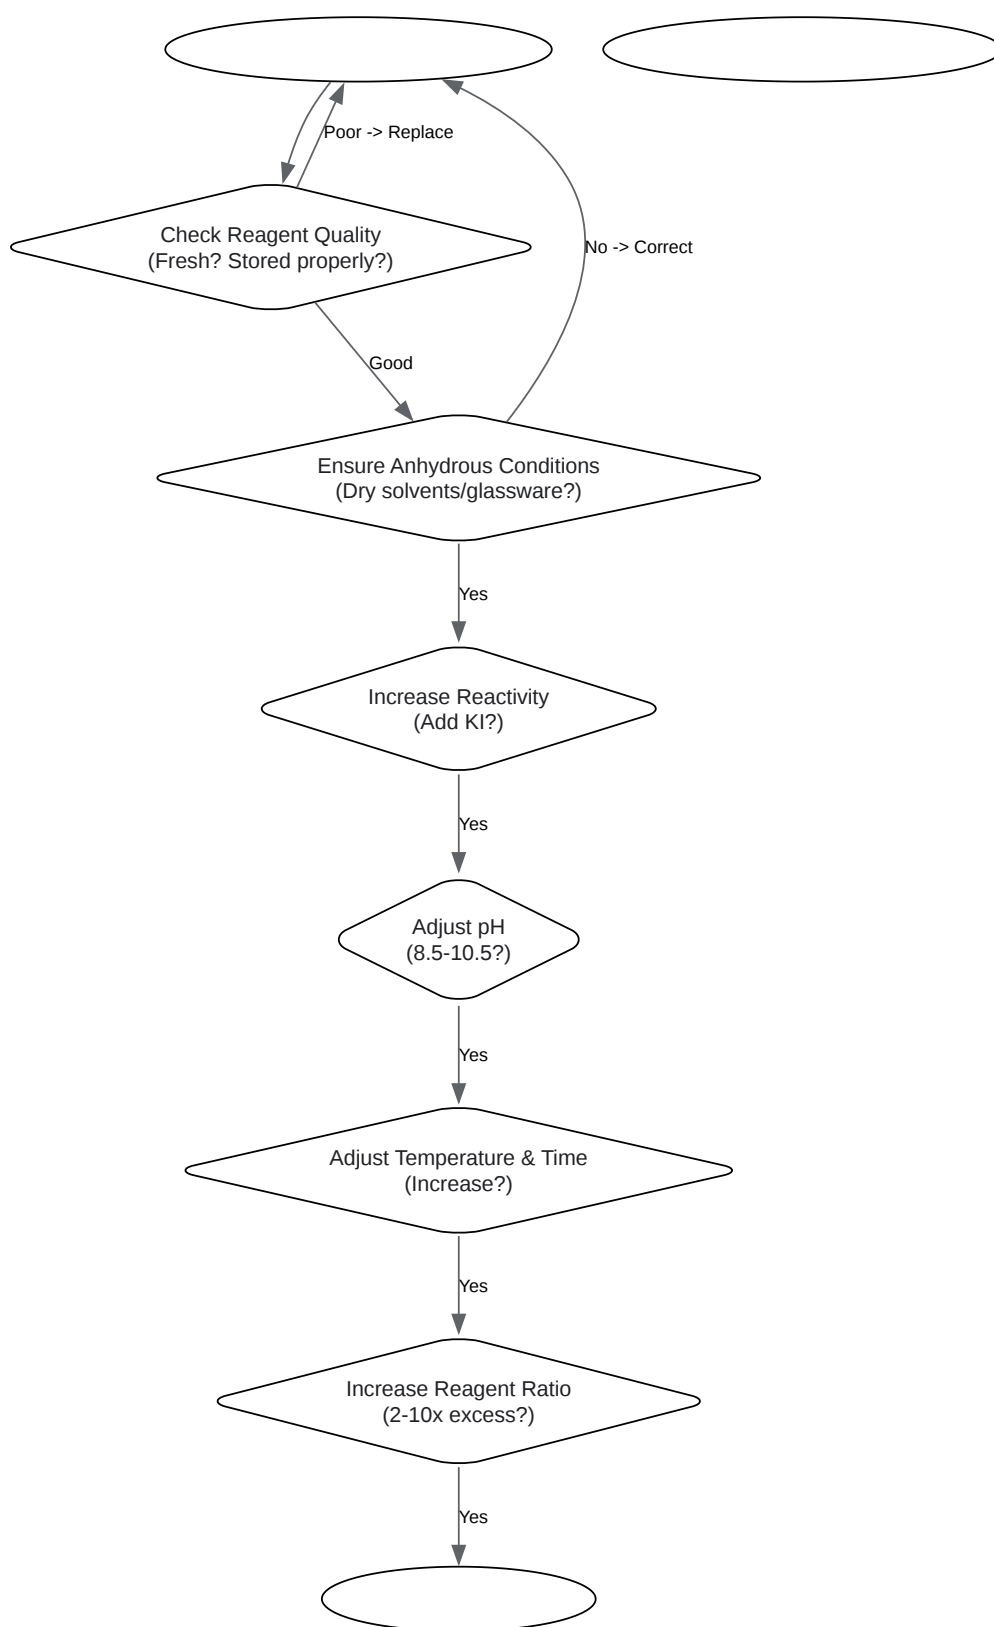 Poor -> Replace
Check Reagent Quality
(Fresh? Stored properly?)
No -> Correct
Good
Ensure Anhydrous Conditions
(Dry solvents/glassware?)
Yes
Increase Reactivity
(Add KI?)
Yes
Adjust pH
(8.5-10.5?)
Yes
Adjust Temperature & Time
(Increase?)
Yes
Increase Reagent Ratio
(2-10x excess?)
Yes